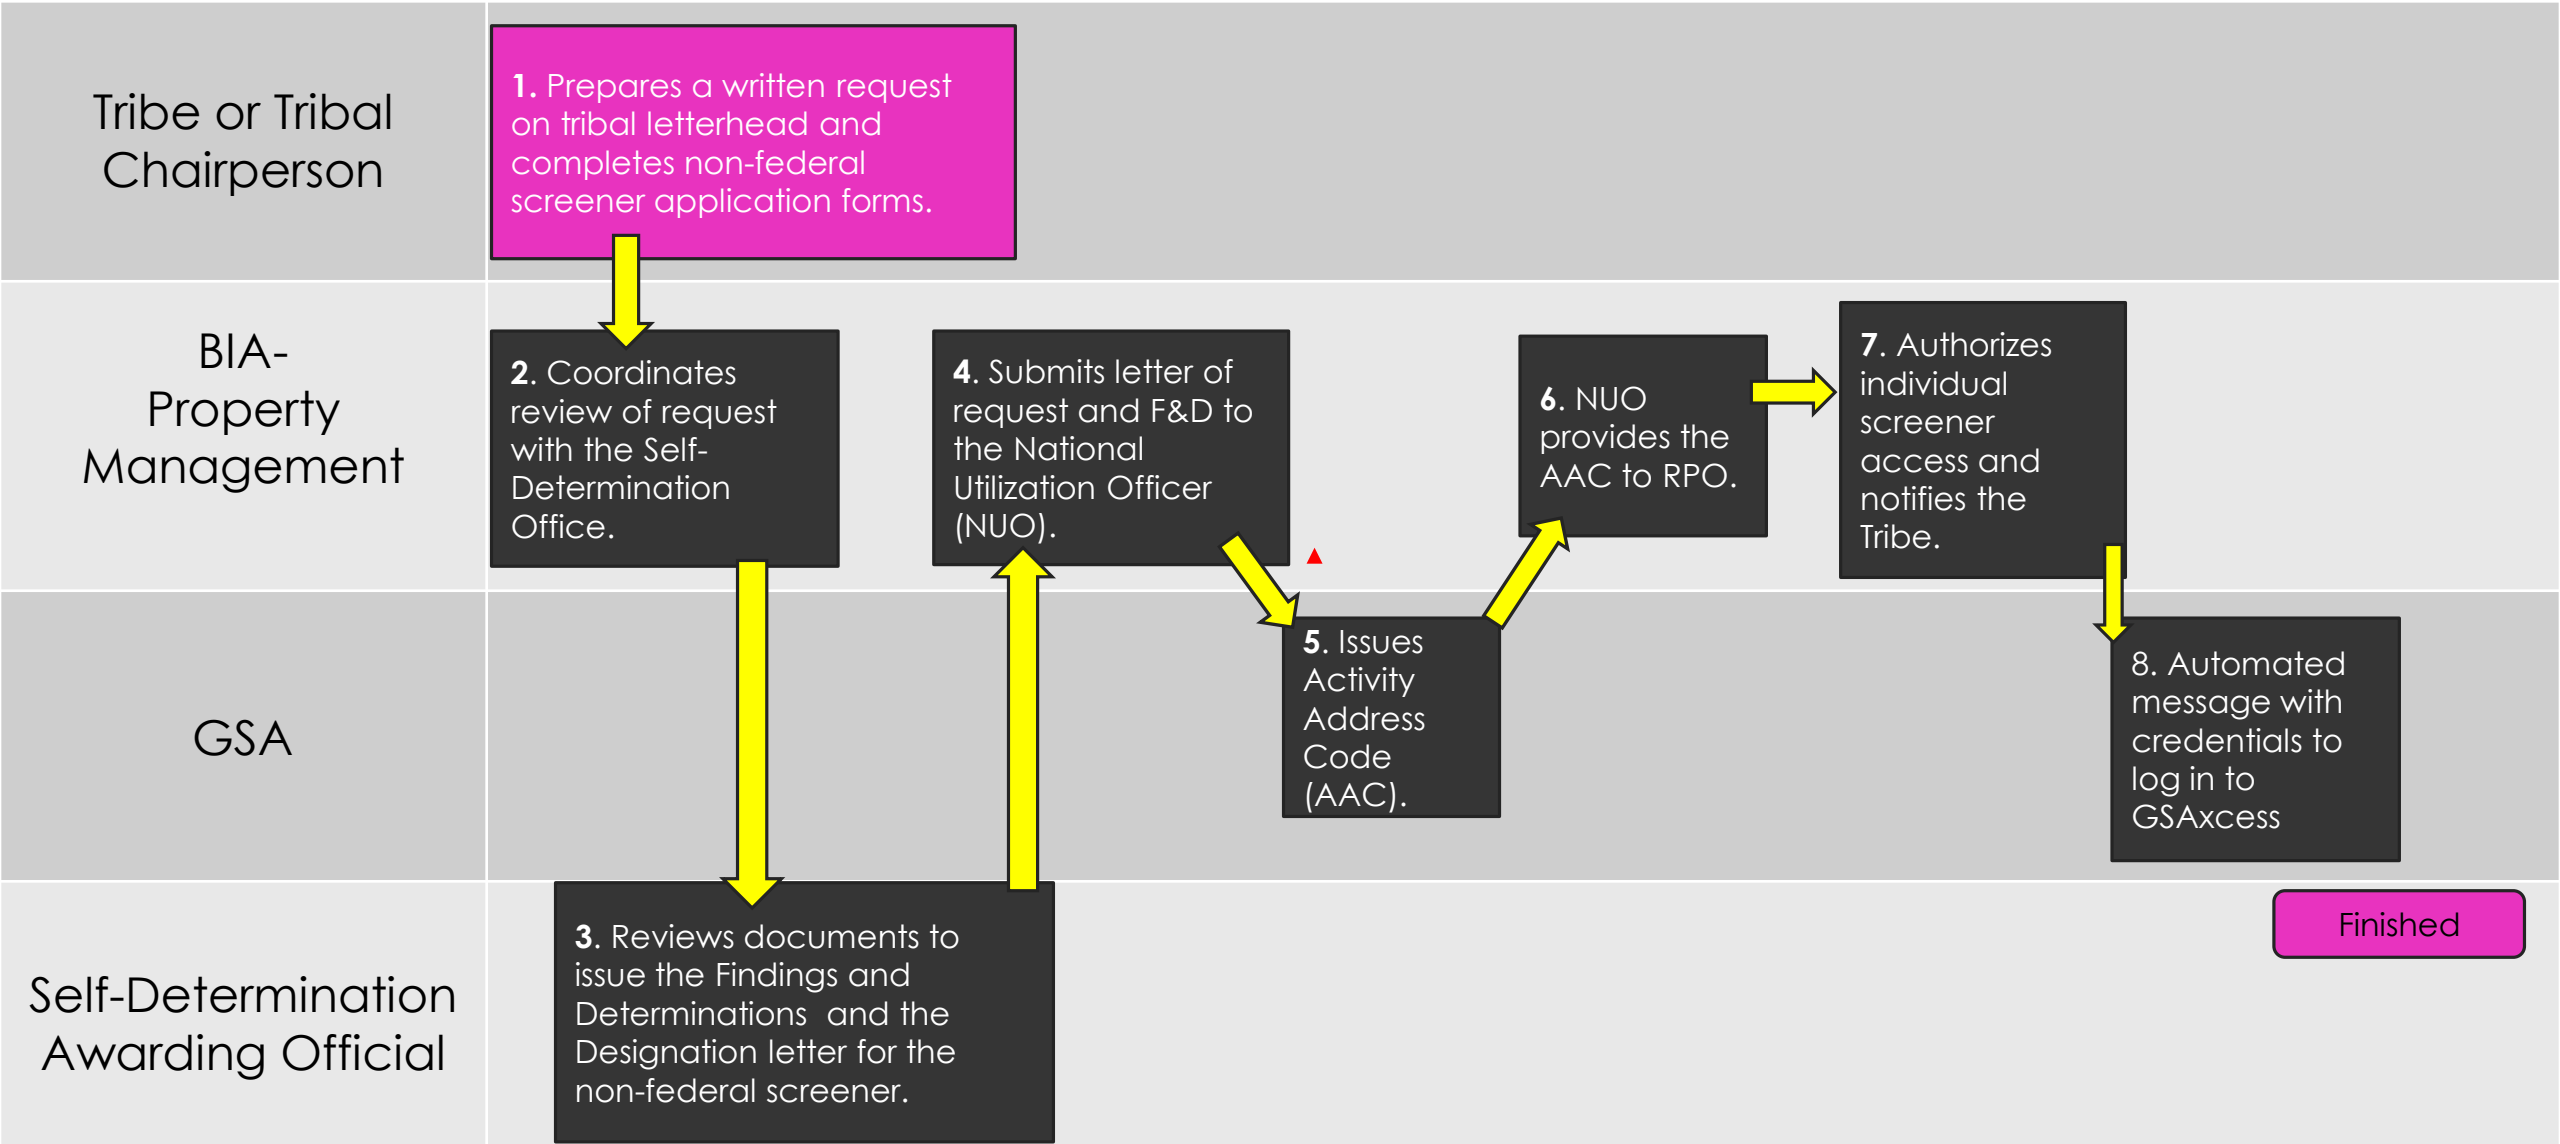 Tribe or Tribal
Chairperson
1. Prepares a written request
on tribal letterhead and
completes non-federal
screener application forms.
BIA-
Property
Management
2. Coordinates
review of request
with the Self-
Determination
Office.
4. Submits letter of
request and F&D to
the National
Utilization Officer
(NUO).
6. NUO
provides the
AAC to RPO.
7. Authorizes
individual
screener
access and
notifies the
Tribe.
GSA
5. Issues
Activity
Address
Code
(AAC).
8. Automated
message with
credentials to
log in to
GSAxcess
Self-Determination
Awarding Official
3. Reviews documents to
issue the Findings and
Determinations  and the
Designation letter for the
non-federal screener.
Finished